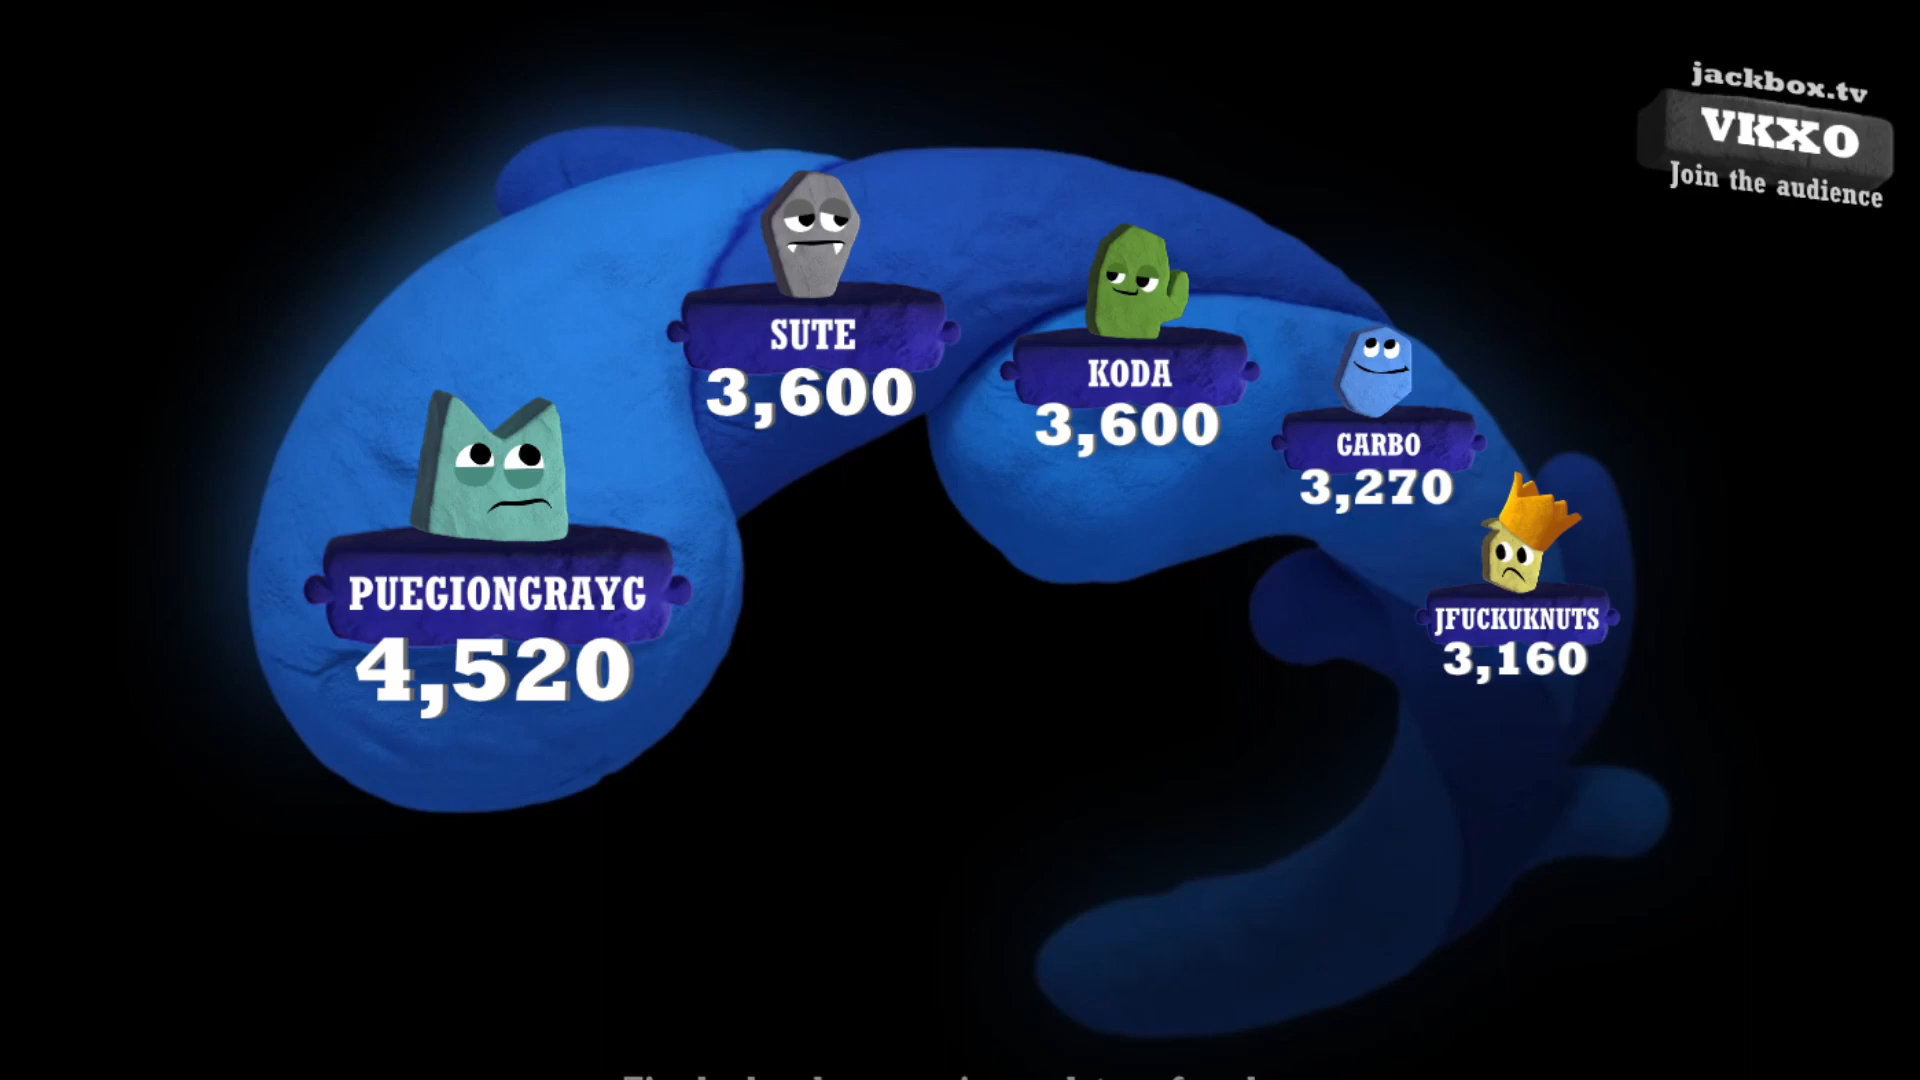 jackbox.tv
VKXO
Join the audience
SUTE
3,600
KODA
3,600
GARBO
3,270
PUEGIONGRAYG
4,520
JFUCKUKNUTS
3,160